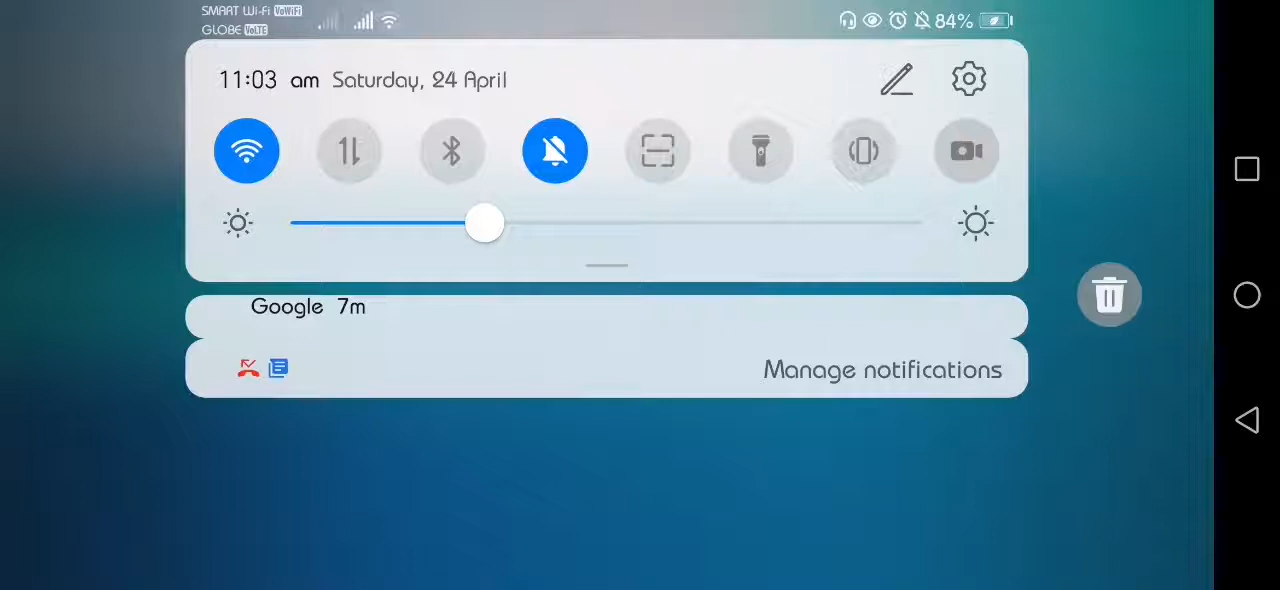 SMART Wi-Fi VoWiFi
GLOBE VoLTE
84%
11:03 am Saturday, 24 April
Google 7m
Manage notifications